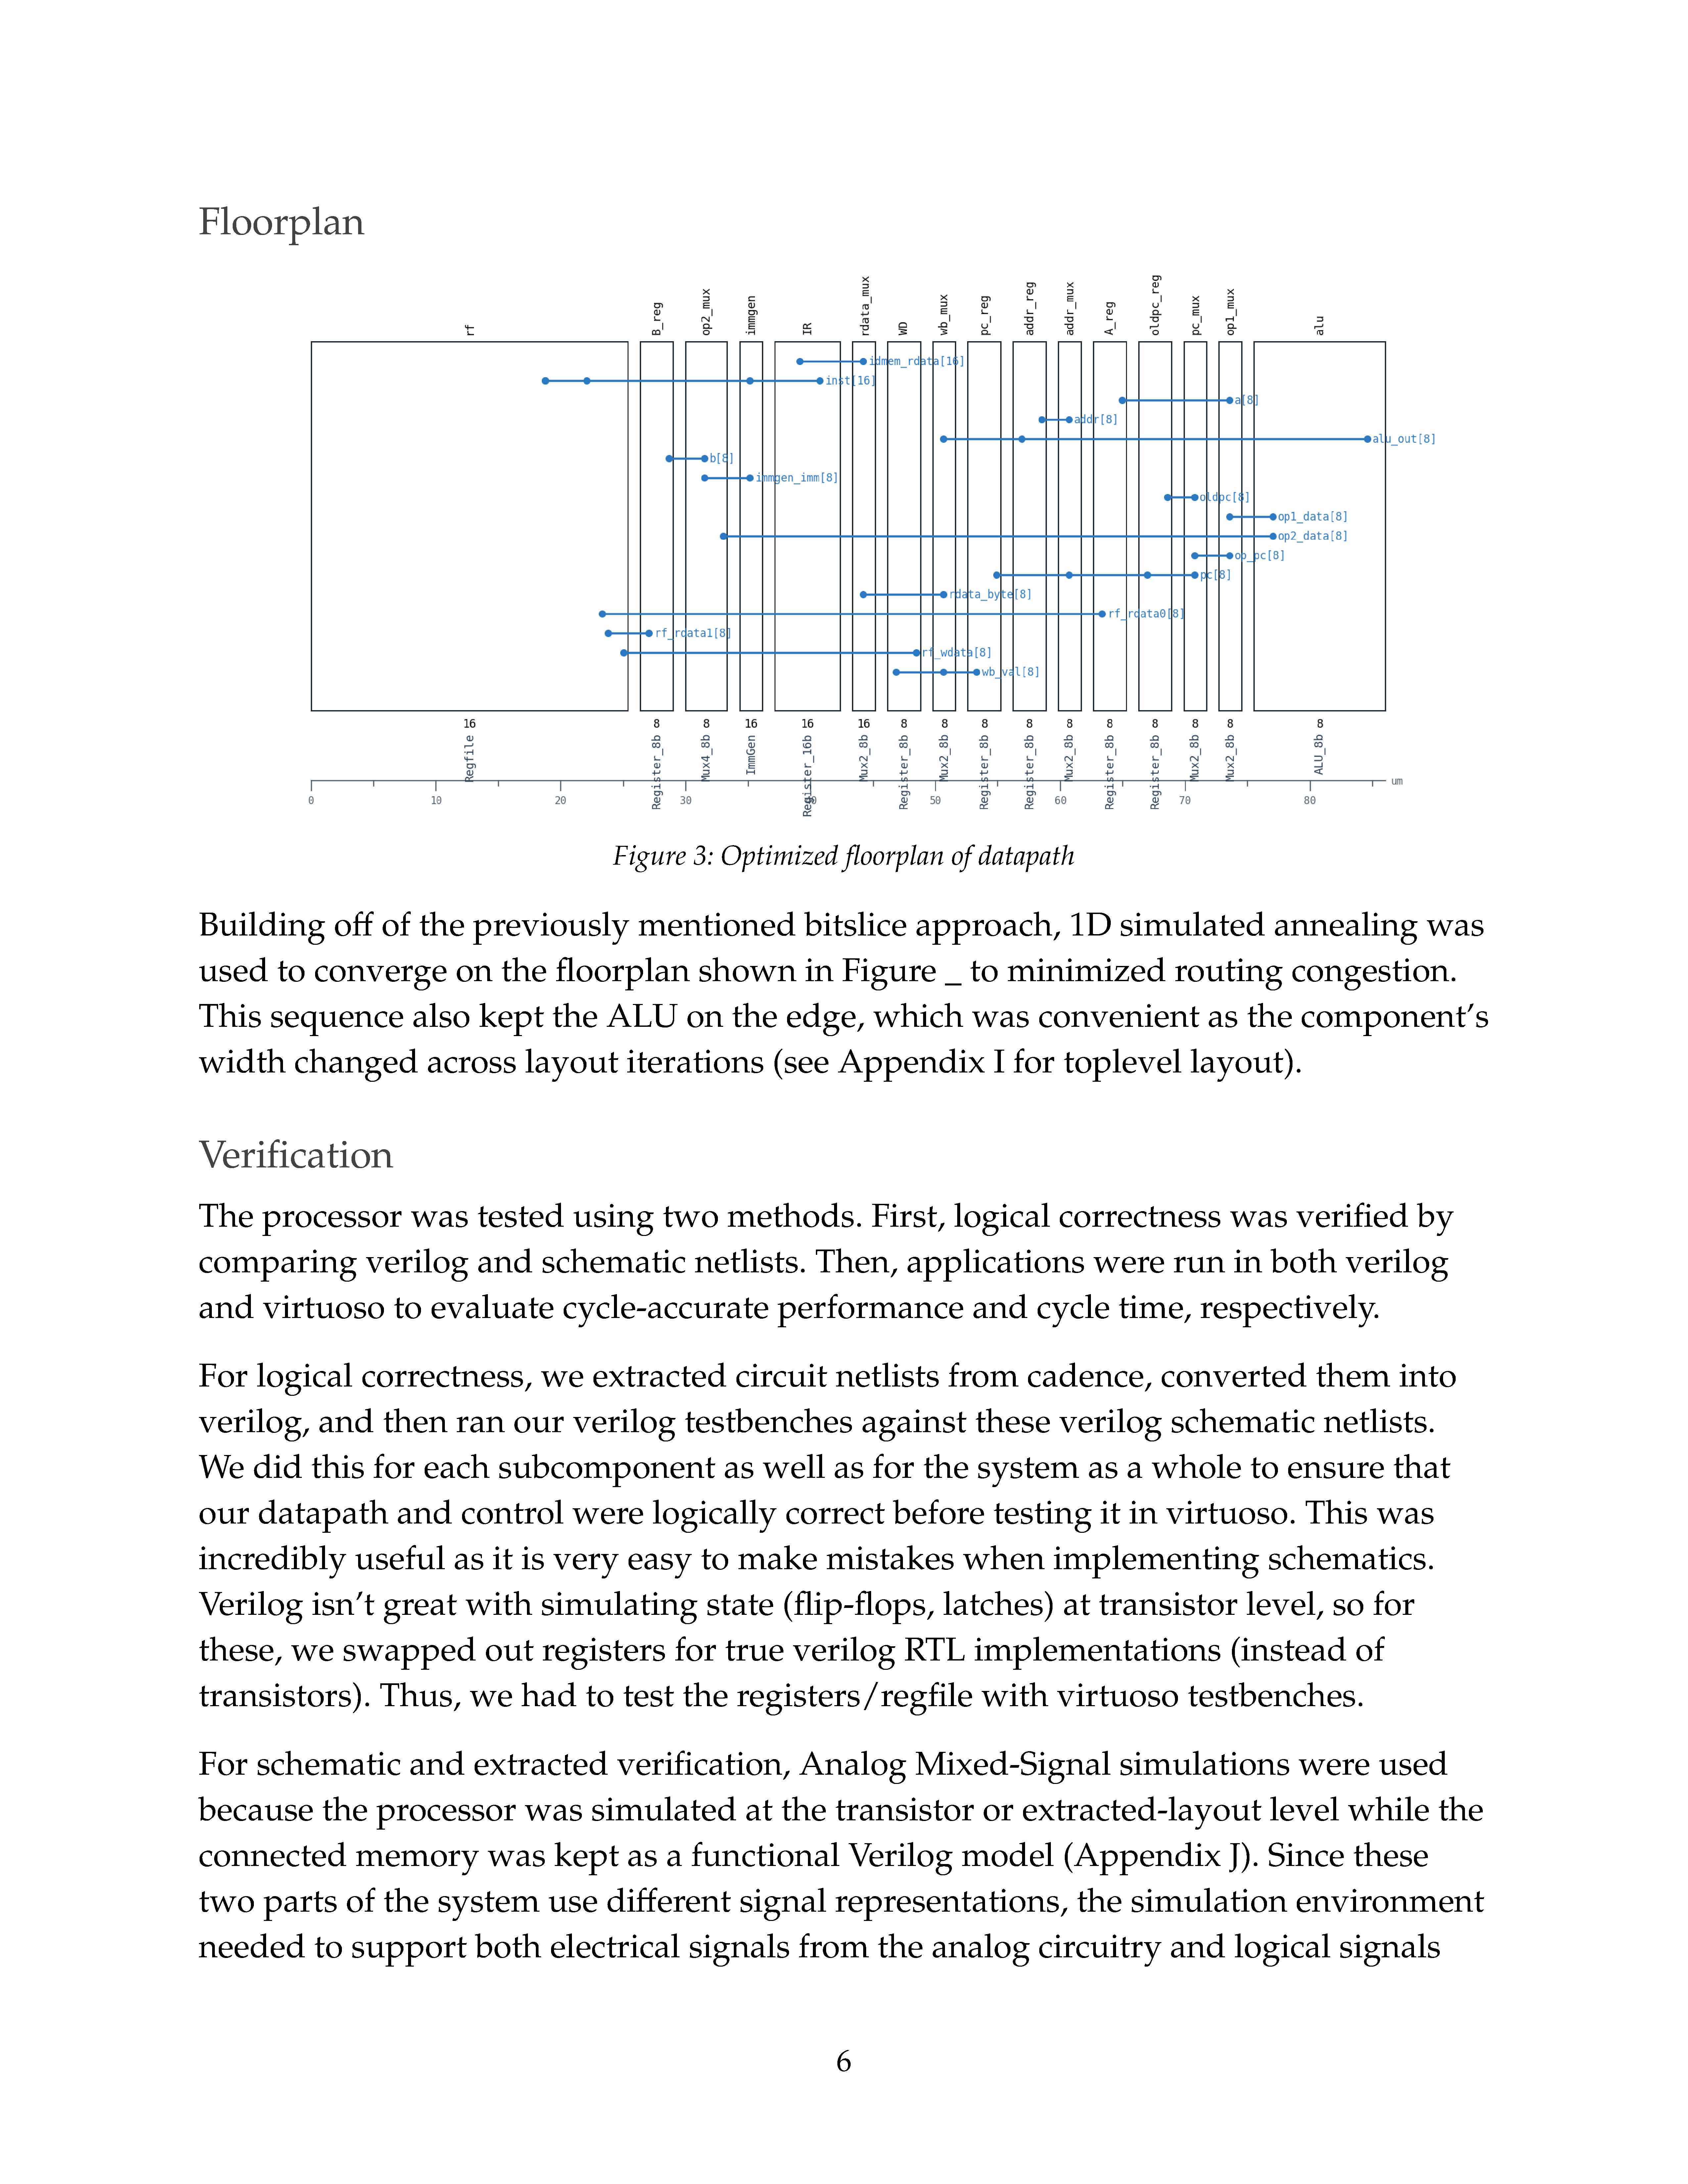 Floorplan
rf
B_reg
op2_mux
immgen
IR
rdata_mux
WD
wb_mux
pc_reg
addr_reg
addr_mux
A_reg
oldpc_reg
pc_mux
op1_mux
alu
idmem_rdata[16]
inst[16]
a[8]
addr[8]
alu_out[8]
b[8]
immgen_imm[8]
oldpc[8]
op1_data[8]
op2_data[8]
op_pc[8]
pc[8]
rdata_byte[8]
rf_rdata0[8]
rf_rdata1[8]
rf_wdata[8]
wb_val[8]
16 8 8 16 16 16 8 8 8 8 8 8 8 8 8 8
Regfile
Register_8b
Mux4_8b
ImmGen
Register_16b
Mux2_8b
Register_8b
Mux2_8b
Register_8b
Register_8b
Mux2_8b
Register_8b
Register_8b
Mux2_8b
Mux2_8b
ALU_8b
0 10 20 30 40 50 60 70 80 um
Figure 3: Optimized floorplan of datapath
Building off of the previously mentioned bitslice approach, 1D simulated annealing was
used to converge on the floorplan shown in Figure _ to minimized routing congestion.
This sequence also kept the ALU on the edge, which was convenient as the component’s
width changed across layout iterations (see Appendix I for toplevel layout).
Verification
The processor was tested using two methods. First, logical correctness was verified by
comparing verilog and schematic netlists. Then, applications were run in both verilog
and virtuoso to evaluate cycle-accurate performance and cycle time, respectively.
For logical correctness, we extracted circuit netlists from cadence, converted them into
verilog, and then ran our verilog testbenches against these verilog schematic netlists.
We did this for each subcomponent as well as for the system as a whole to ensure that
our datapath and control were logically correct before testing it in virtuoso. This was
incredibly useful as it is very easy to make mistakes when implementing schematics.
Verilog isn’t great with simulating state (flip-flops, latches) at transistor level, so for
these, we swapped out registers for true verilog RTL implementations (instead of
transistors). Thus, we had to test the registers/regfile with virtuoso testbenches.
For schematic and extracted verification, Analog Mixed-Signal simulations were used
because the processor was simulated at the transistor or extracted-layout level while the
connected memory was kept as a functional Verilog model (Appendix J). Since these
two parts of the system use different signal representations, the simulation environment
needed to support both electrical signals from the analog circuitry and logical signals
6